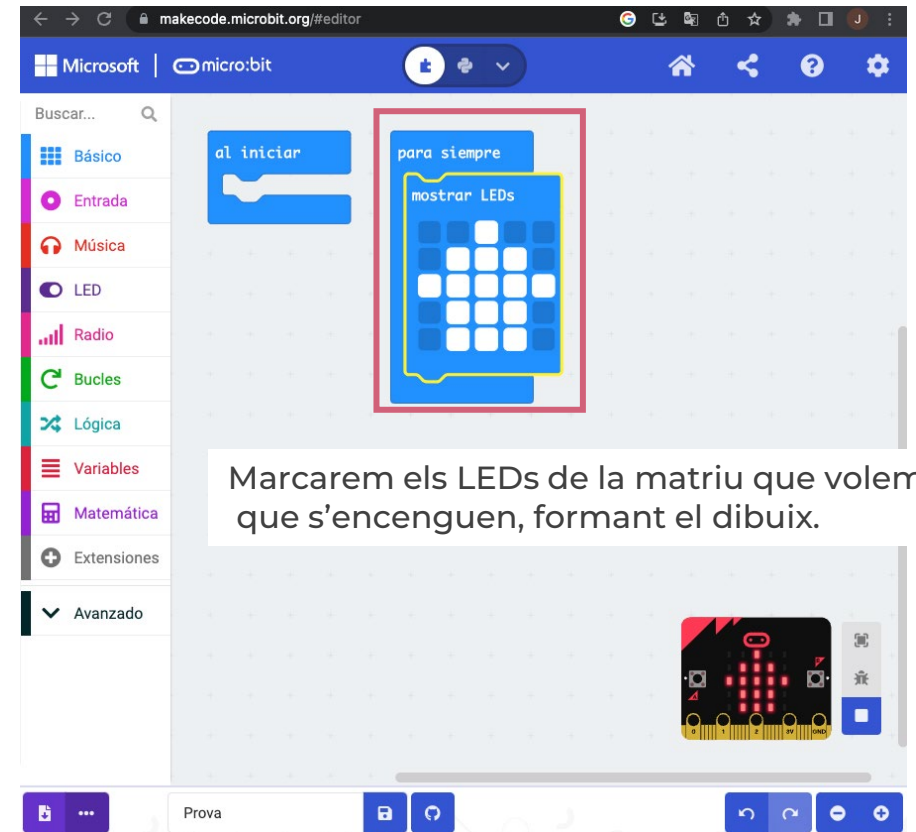 makecode.microbit.org/#editor
J
Microsoft | micro:bit
Buscar...
Básico
Entrada
Música
LED
Radio
Bucles
Lógica
Variables
Matemática
Extensiones
Avanzado
al iniciar
para siempre
mostrar LEDs
Marcarem els LEDs de la matriu que volem
que s’encenguen, formant el dibuix.
0 1 2 3V GND
Prova